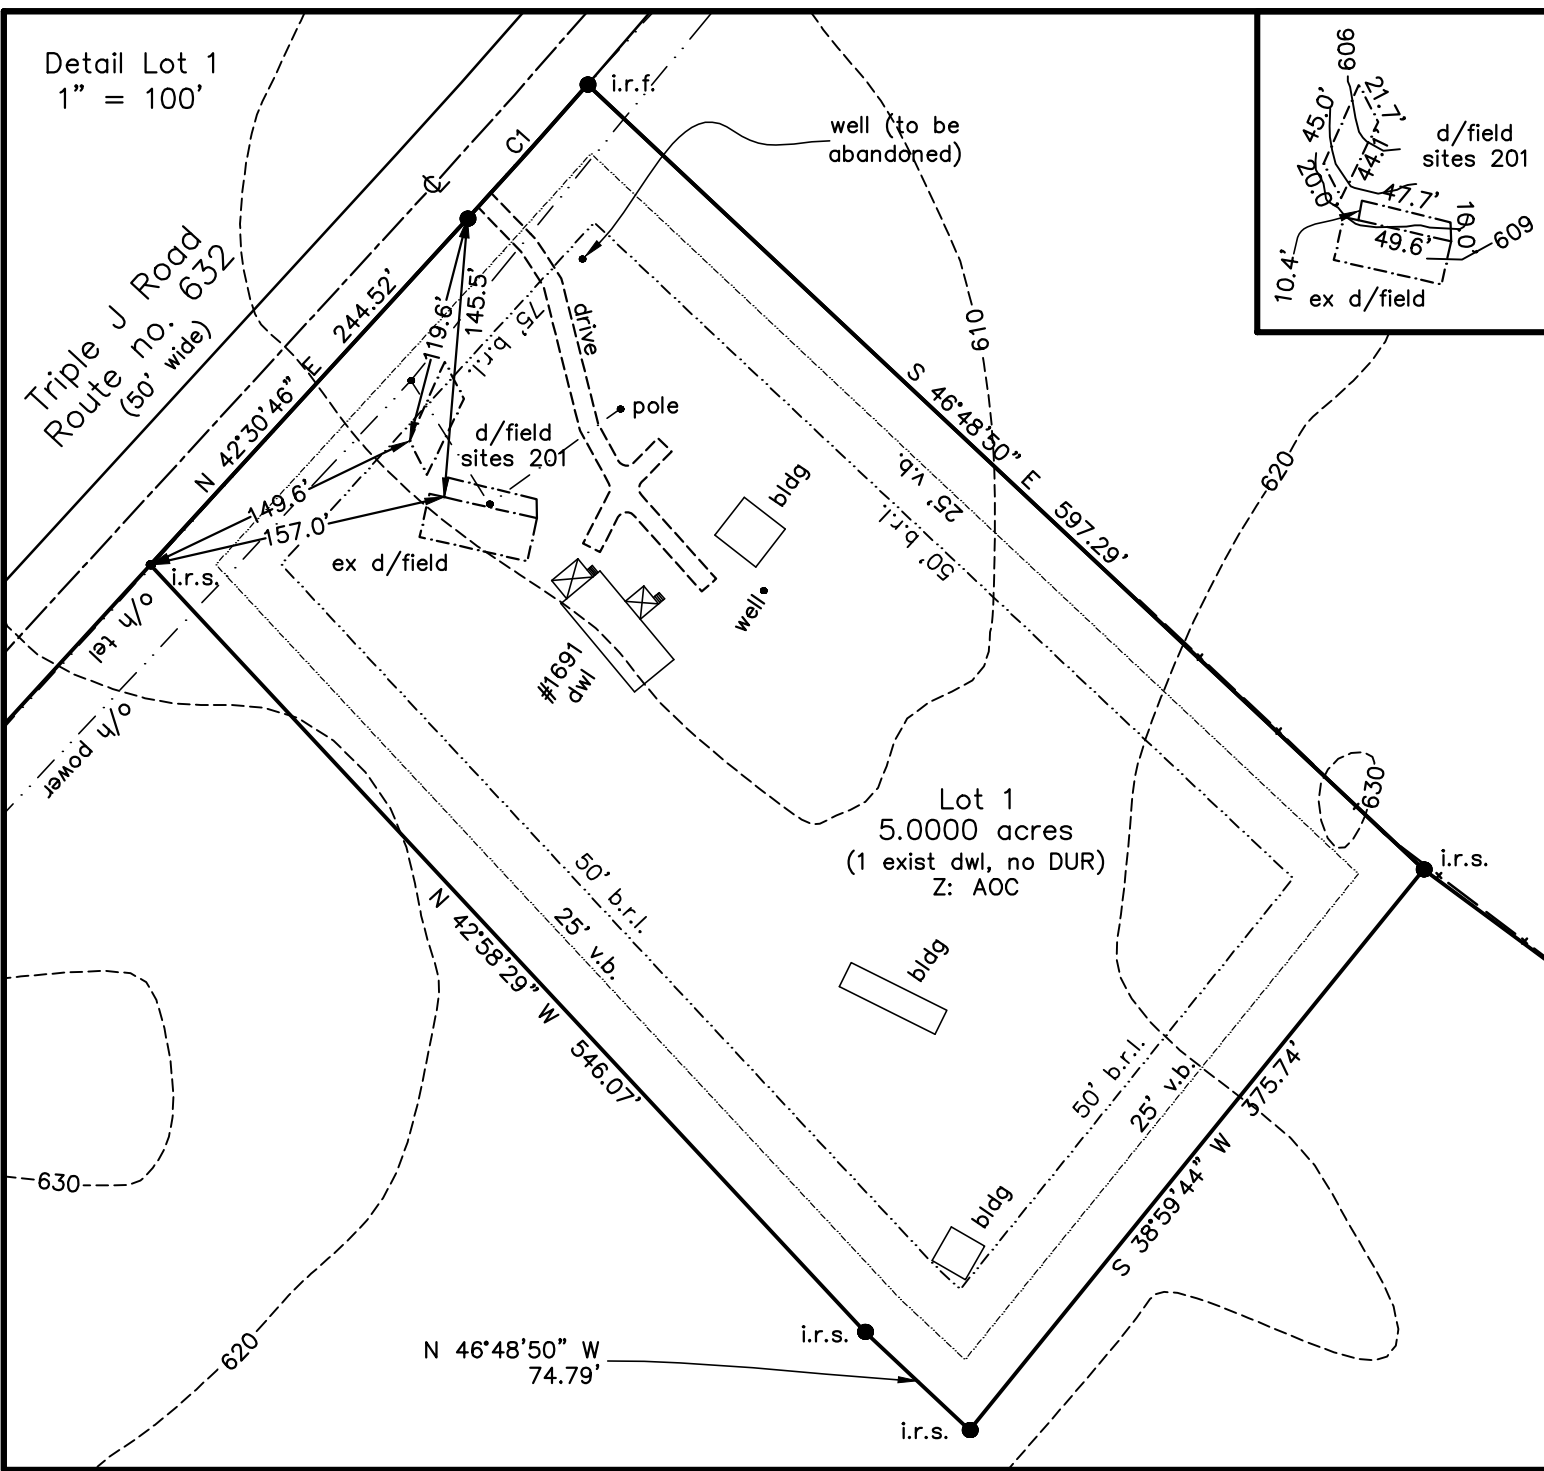 Detail Lot 1
1" = 100'
i.r.f.
C1
well (to be
abandoned)
609
21.7'
45.0'
44.1'
20.0'
d/field
sites 201
47.7'
10.0'
49.6'
609
10.4'
ex d/field
℄
Triple J Road
Route no. 632
(50' wide)
N 42°30'46" E 244.52'
119.6'
145.5'
75' b.r.l.
drive
pole
d/field
sites 201
149.6'
157.0'
ex d/field
i.r.s.
o/h tel
o/h power
610
S 46°48'50" E 597.29'
25' v.b.
50' b.r.l.
620
bldg
well
#1691
dwl
630
Lot 1
5.0000 acres
(1 exist dwl, no DUR)
Z: AOC
i.r.s.
50' b.r.l.
25' v.b.
N 42°58'29" W 546.07'
bldg
50' b.r.l.
25' v.b.
S 38°59'44" W 375.74'
630
bldg
620
i.r.s.
N 46°48'50" W
74.79'
i.r.s.